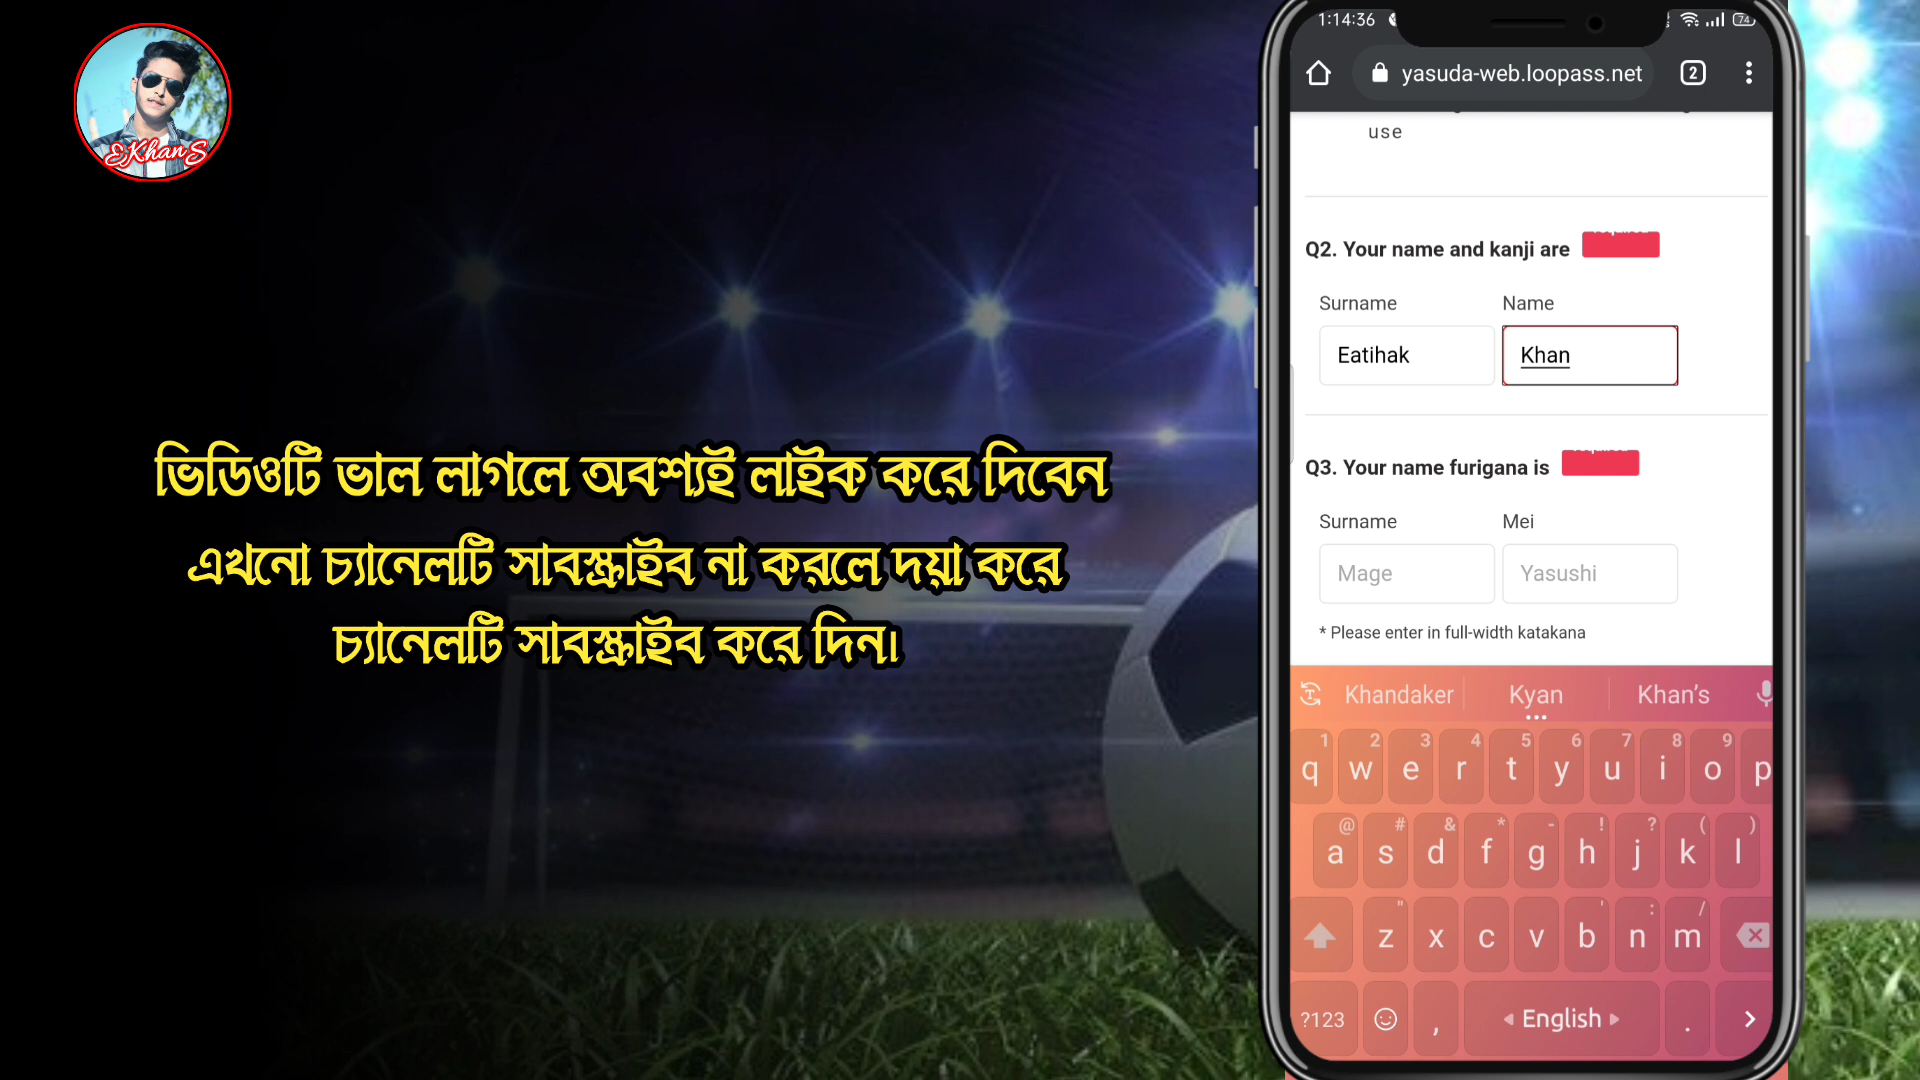 EKhanS
ভিডিওটি ভাল লাগলে অবশ্যই লাইক করে দিবেন
এখনো চ্যানেলটি সাবস্ক্রাইব না করলে দয়া করে
চ্যানেলটি সাবস্ক্রাইব করে দিন।
1:14:36
74
yasuda-web.loopass.net
2
use
Q2. Your name and kanji are
Surname Name
Eatihak Khan
Q3. Your name furigana is
Surname Mei
Mage Yasushi
* Please enter in full-width katakana
Khandaker Kyan Khan's
1 2 3 4 5 6 7 8 9
q w e r t y u i o p
@ # & * - ! ? ( )
a s d f g h j k l
" ' : /
z x c v b n m
?123 , English .